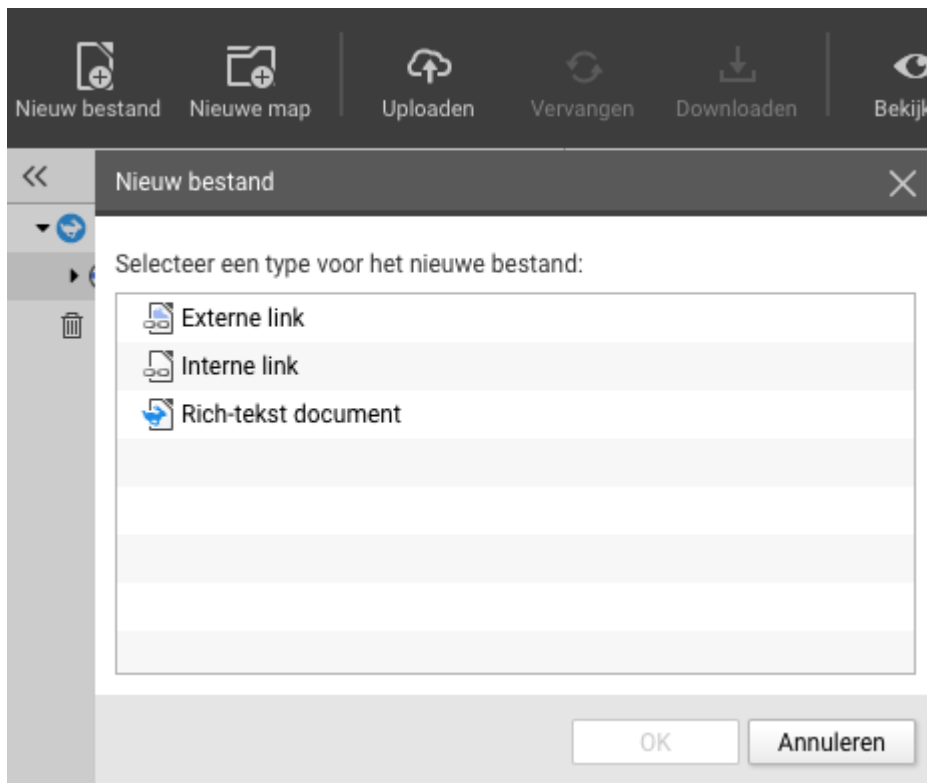 Nieuw bestand Nieuwe map Uploaden Vervangen Downloaden
Nieuw bestand
Selecteer een type voor het nieuwe bestand:
Externe link
Interne link
Rich-tekst document
OK Annuleren